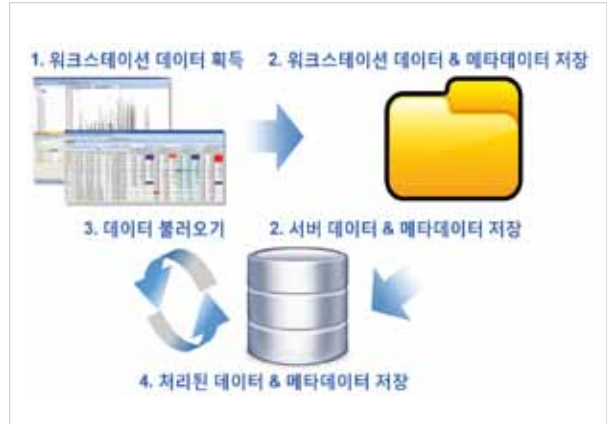 1. 워크스테이션 데이터 획득
2. 워크스테이션 데이터 & 메타데이터 저장
3. 데이터 불러오기
2. 서버 데이터 & 메타데이터 저장
4. 처리된 데이터 & 메타데이터 저장